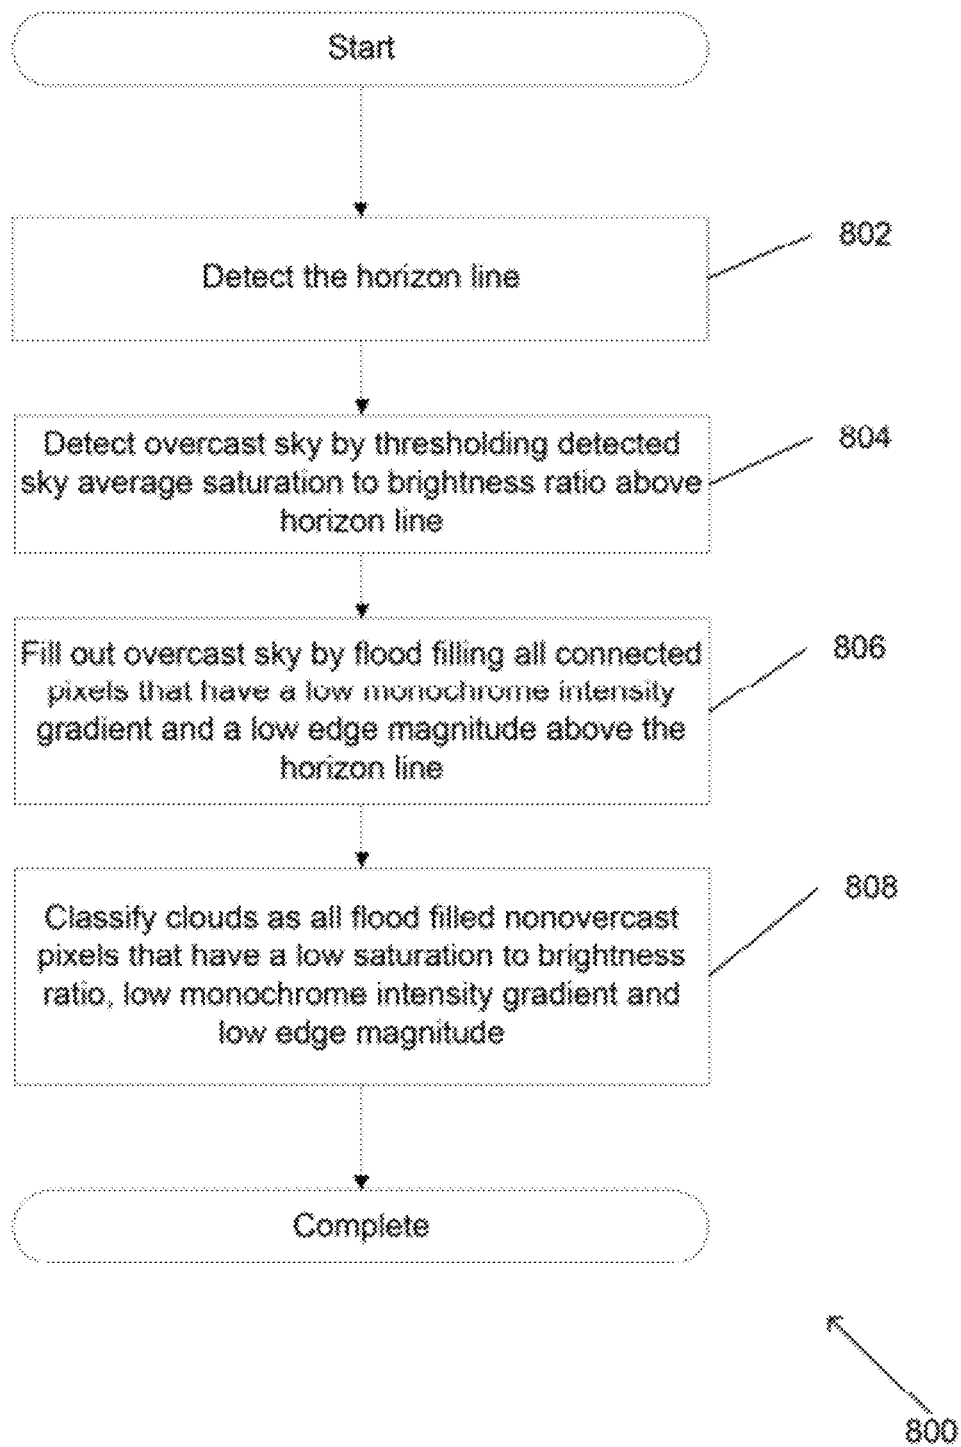 Start
802
Detect the horizon line
804
Detect overcast sky by thresholding detected
sky average saturation to brightness ratio above
horizon line
806
Fill out overcast sky by flood filling all connected
pixels that have a low monochrome intensity
gradient and a low edge magnitude above the
horizon line
808
Classify clouds as all flood filled nonovercast
pixels that have a low saturation to brightness
ratio, low monochrome intensity gradient and
low edge magnitude
Complete
800